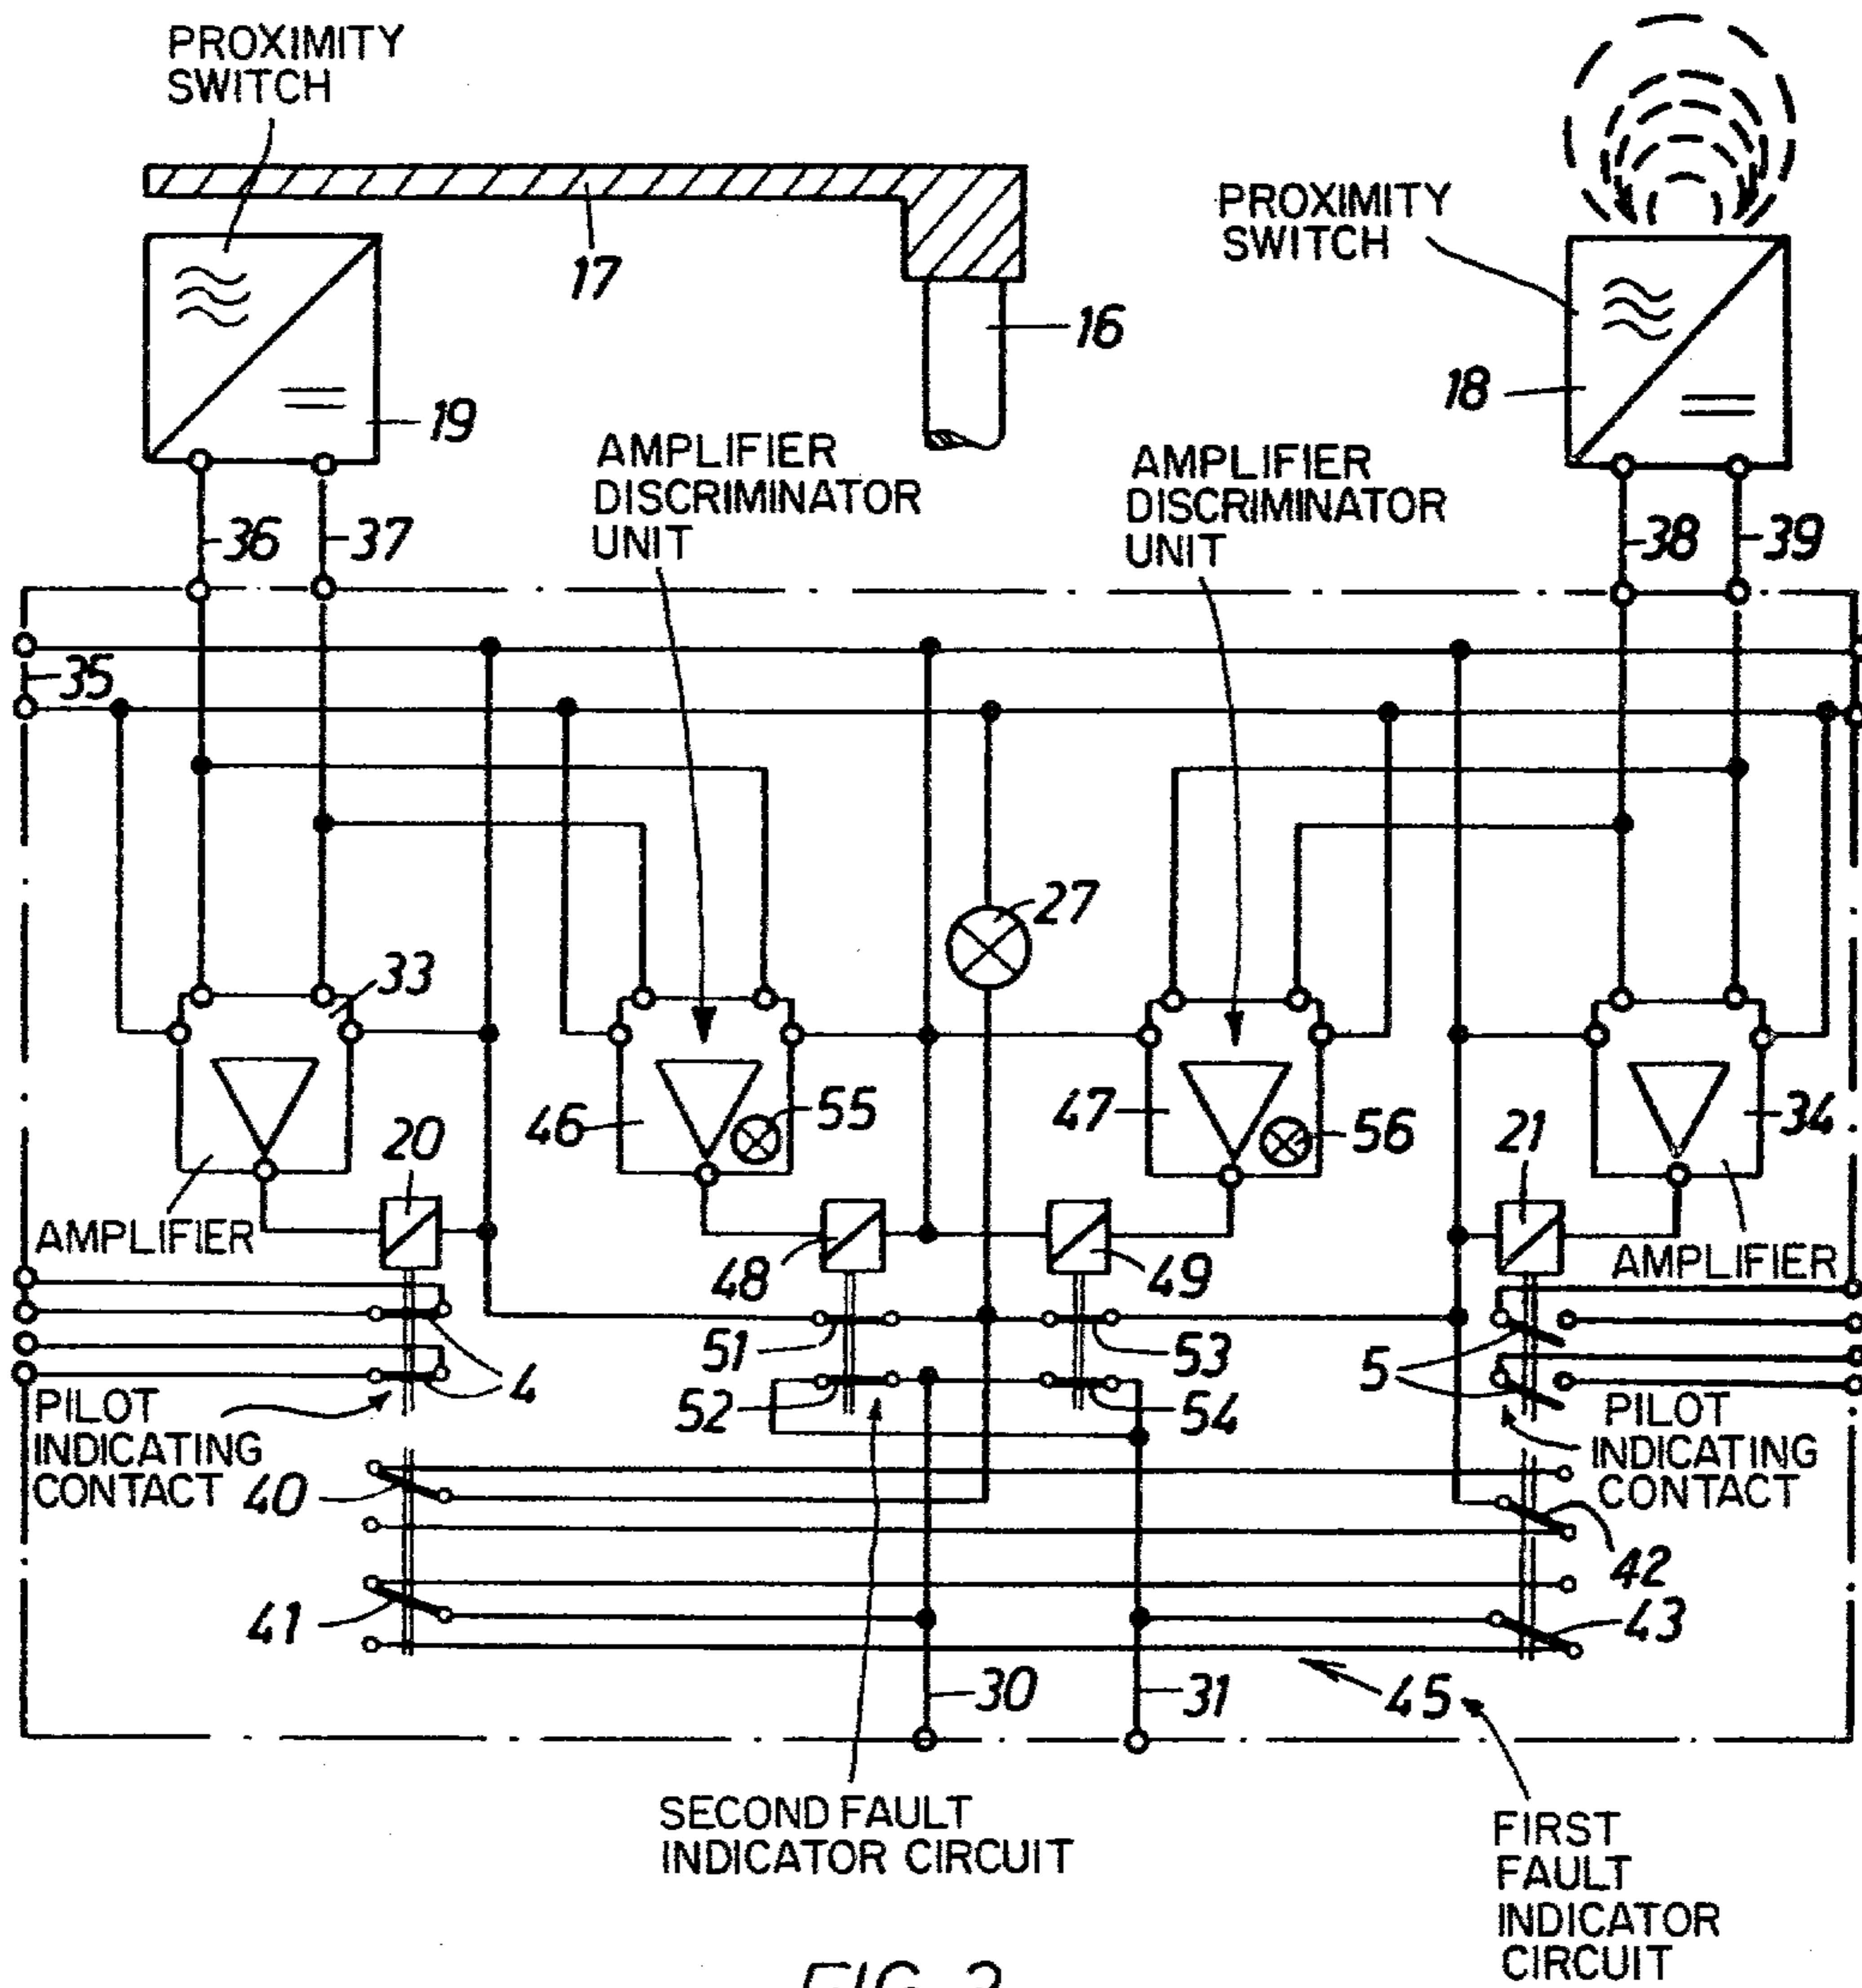 PROXIMITY
SWITCH
PROXIMITY
SWITCH
17
16
18
19
AMPLIFIER
DISCRIMINATOR
UNIT
AMPLIFIER
DISCRIMINATOR
UNIT
36
37
38
39
35
27
33
46
55
47
56
34
20
21
AMPLIFIER
AMPLIFIER
48
49
51
53
4
5
52
54
PILOT
INDICATING
CONTACT
PILOT
INDICATING
CONTACT
40
42
41
43
30
31
45
SECOND FAULT
INDICATOR CIRCUIT
FIRST
FAULT
INDICATOR
CIRCUIT